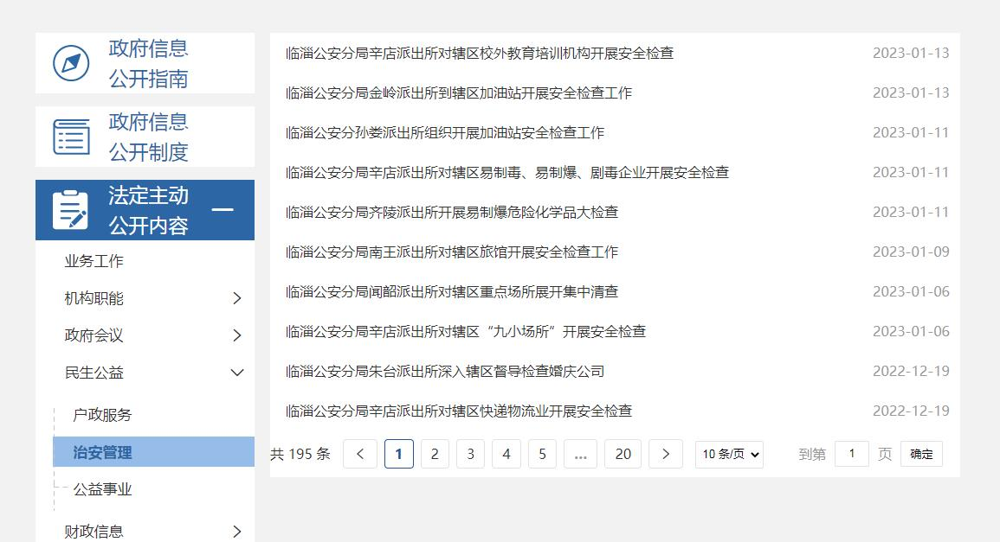 政府信息
公开指南
政府信息
公开制度
法定主动
公开内容
业务工作
机构职能
政府会议
民生公益
户政服务
治安管理
公益事业
财政信息
临淄公安分局辛店派出所对辖区校外教育培训机构开展安全检查 2023-01-13
临淄公安分局金岭派出所到辖区加油站开展安全检查工作 2023-01-13
临淄公安分孙娄派出所组织开展加油站安全检查工作 2023-01-11
临淄公安分局辛店派出所对辖区易制毒、易制爆、剧毒企业开展安全检查 2023-01-11
临淄公安分局齐陵派出所开展易制爆危险化学品大检查 2023-01-11
临淄公安分局南王派出所对辖区旅馆开展安全检查工作 2023-01-09
临淄公安分局闻韶派出所对辖区重点场所展开集中清查 2023-01-06
临淄公安分局辛店派出所对辖区“九小场所”开展安全检查 2023-01-06
临淄公安分局朱台派出所深入辖区督导检查婚庆公司 2022-12-19
临淄公安分局辛店派出所对辖区快递物流业开展安全检查 2022-12-19
共 195 条 < 1 2 3 4 5 ... 20 > 10 条/页 到第 1 页 确定